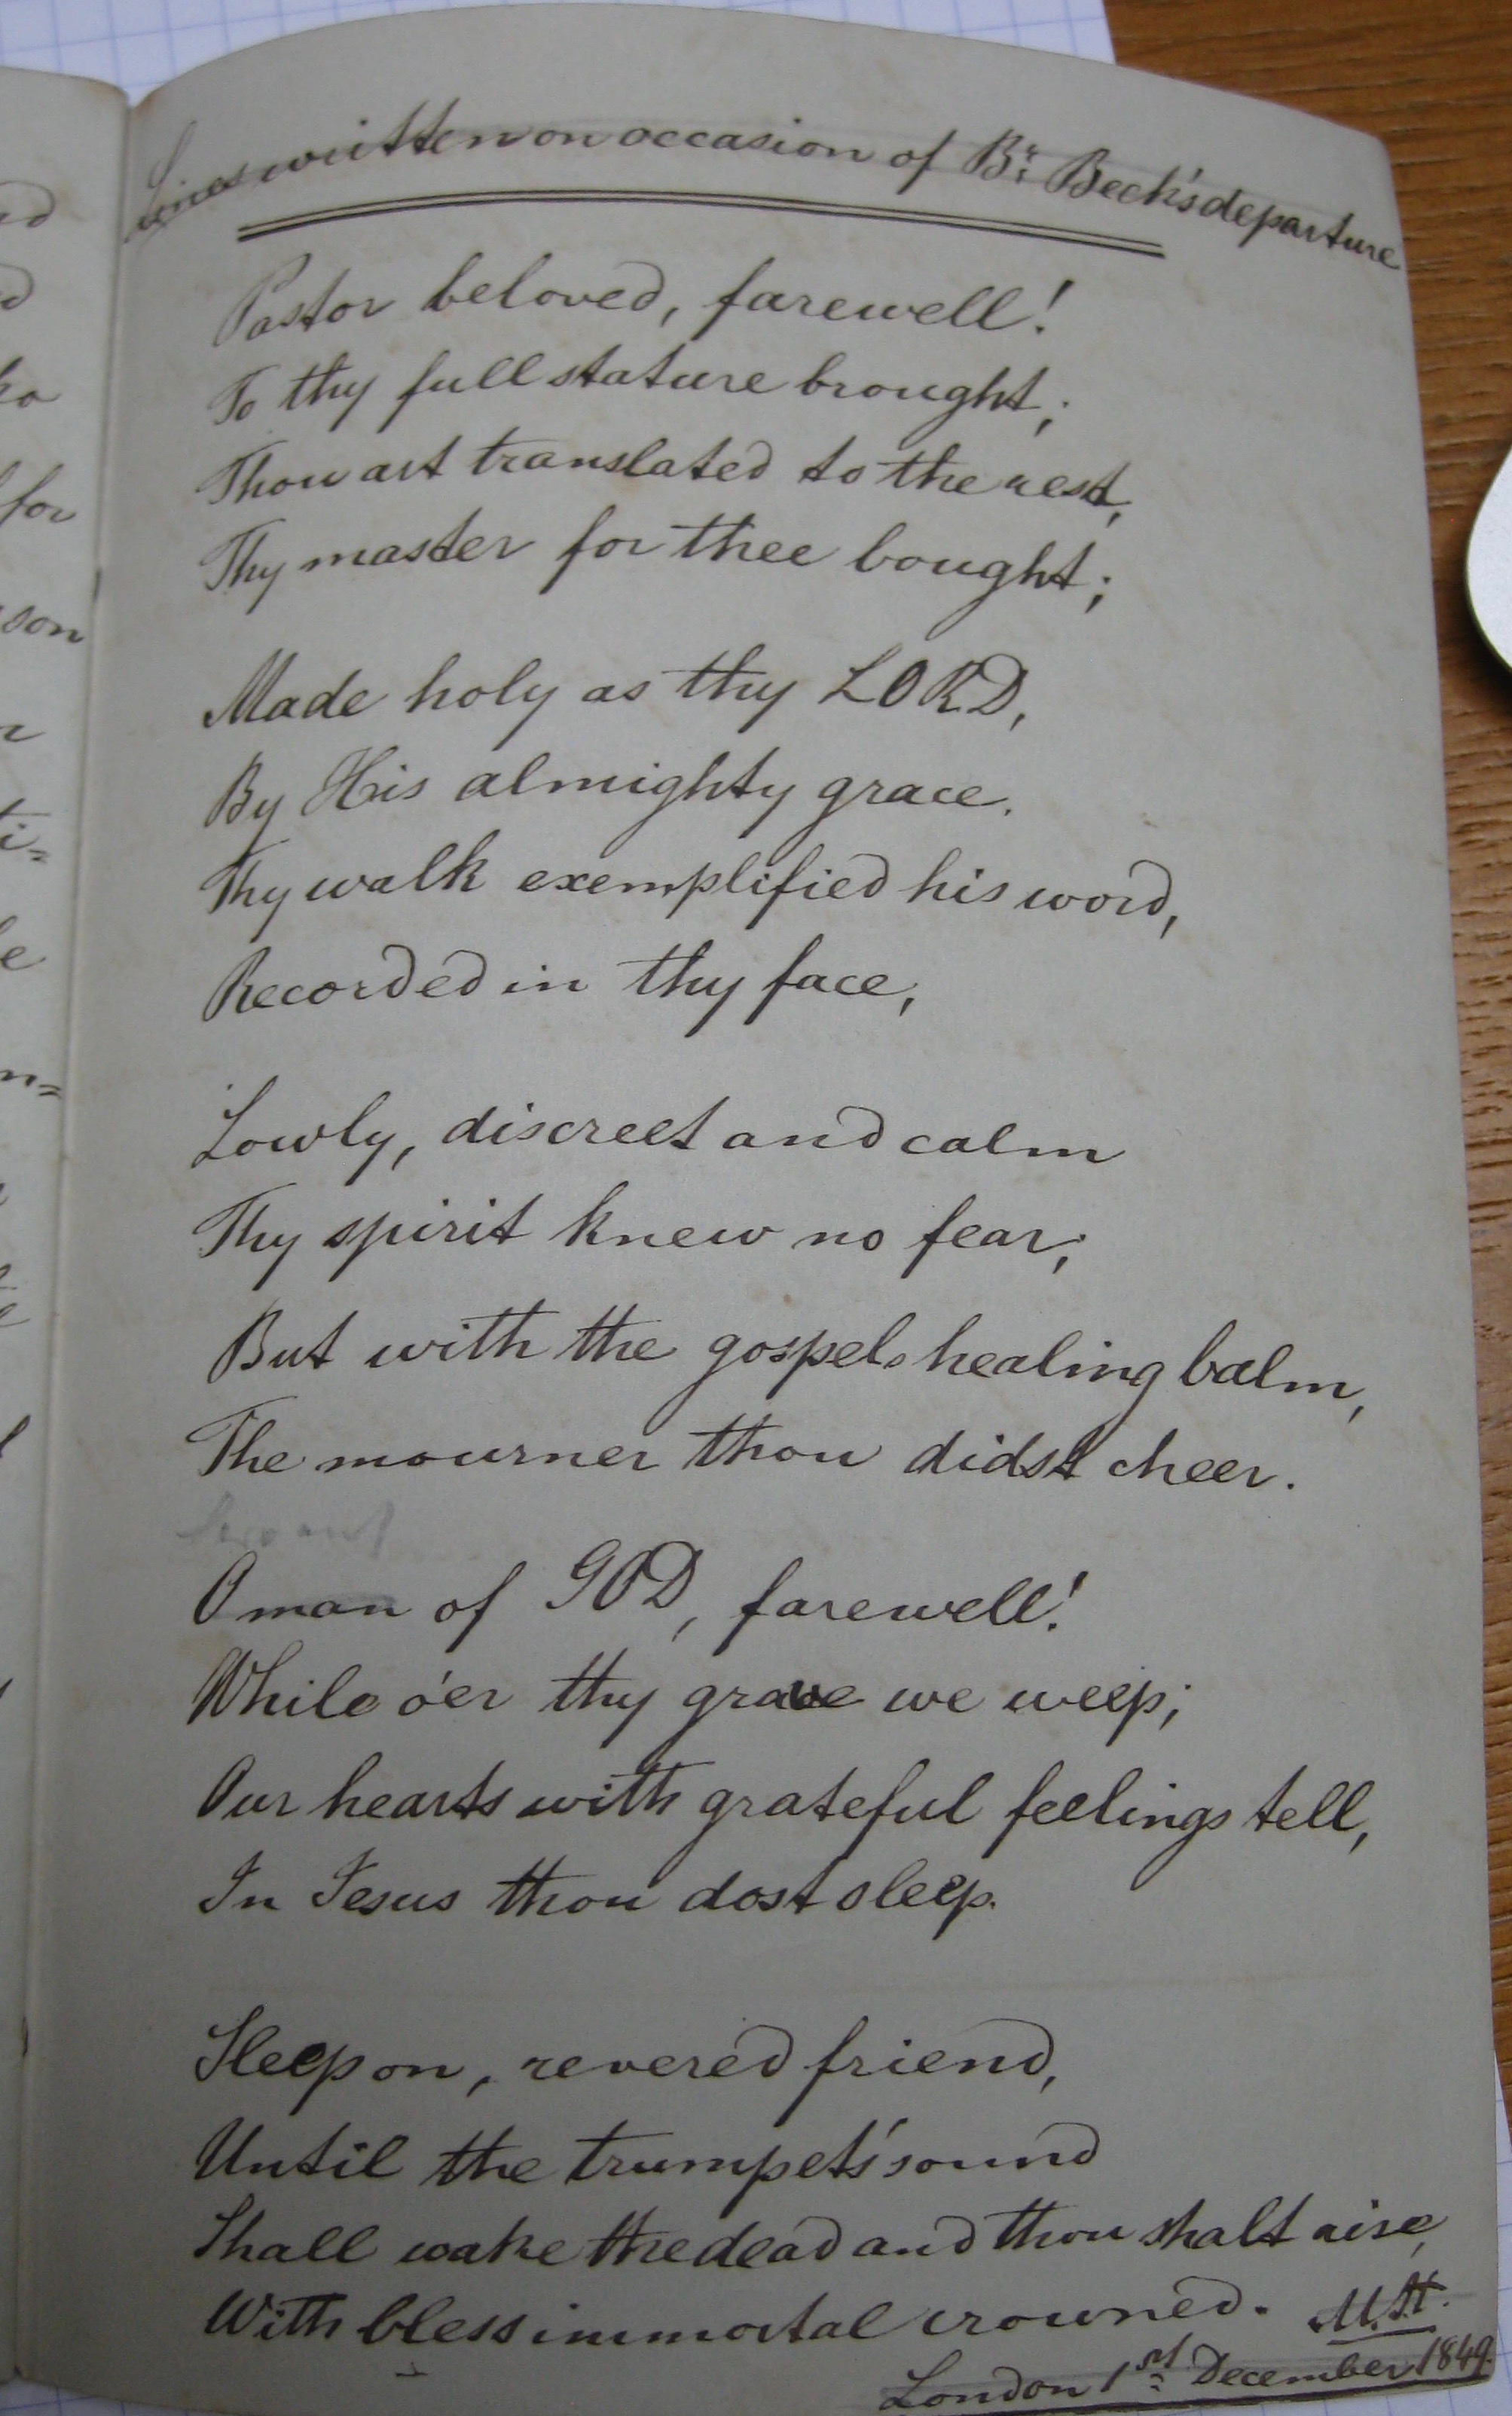 Lines written on occasion of Br. Beck's departure
Pastor beloved, farewell!
To thy full stature brought;
Thou art translated to the rest,
Thy master for thee bought;
Made holy as thy LORD,
By His almighty grace.
Thy walk exemplified his word,
Recorded in thy face,
Lowly, discreet and calm
Thy spirit knew no fear;
But with the gospels healing balm,
The mourner thou didst cheer.
servant
O man of GOD, farewell!
While o'er thy grave we weep;
Our hearts with grateful feelings tell,
In Jesus thou dost sleep.
Sleep on, revered friend,
Until the trumpets' sound
Shall wake the dead and thou shalt rise,
With bless immortal crowned. M.H.
London 1st December 1849.